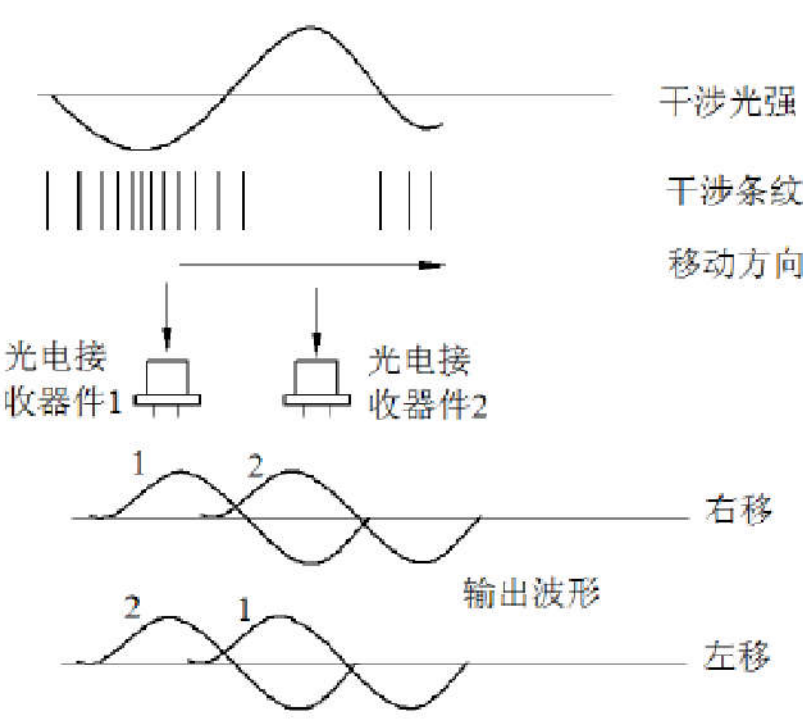 干涉光强
干涉条纹
移动方向
光电接
收器件1
光电接
收器件2
1
2
右移
输出波形
2
1
左移